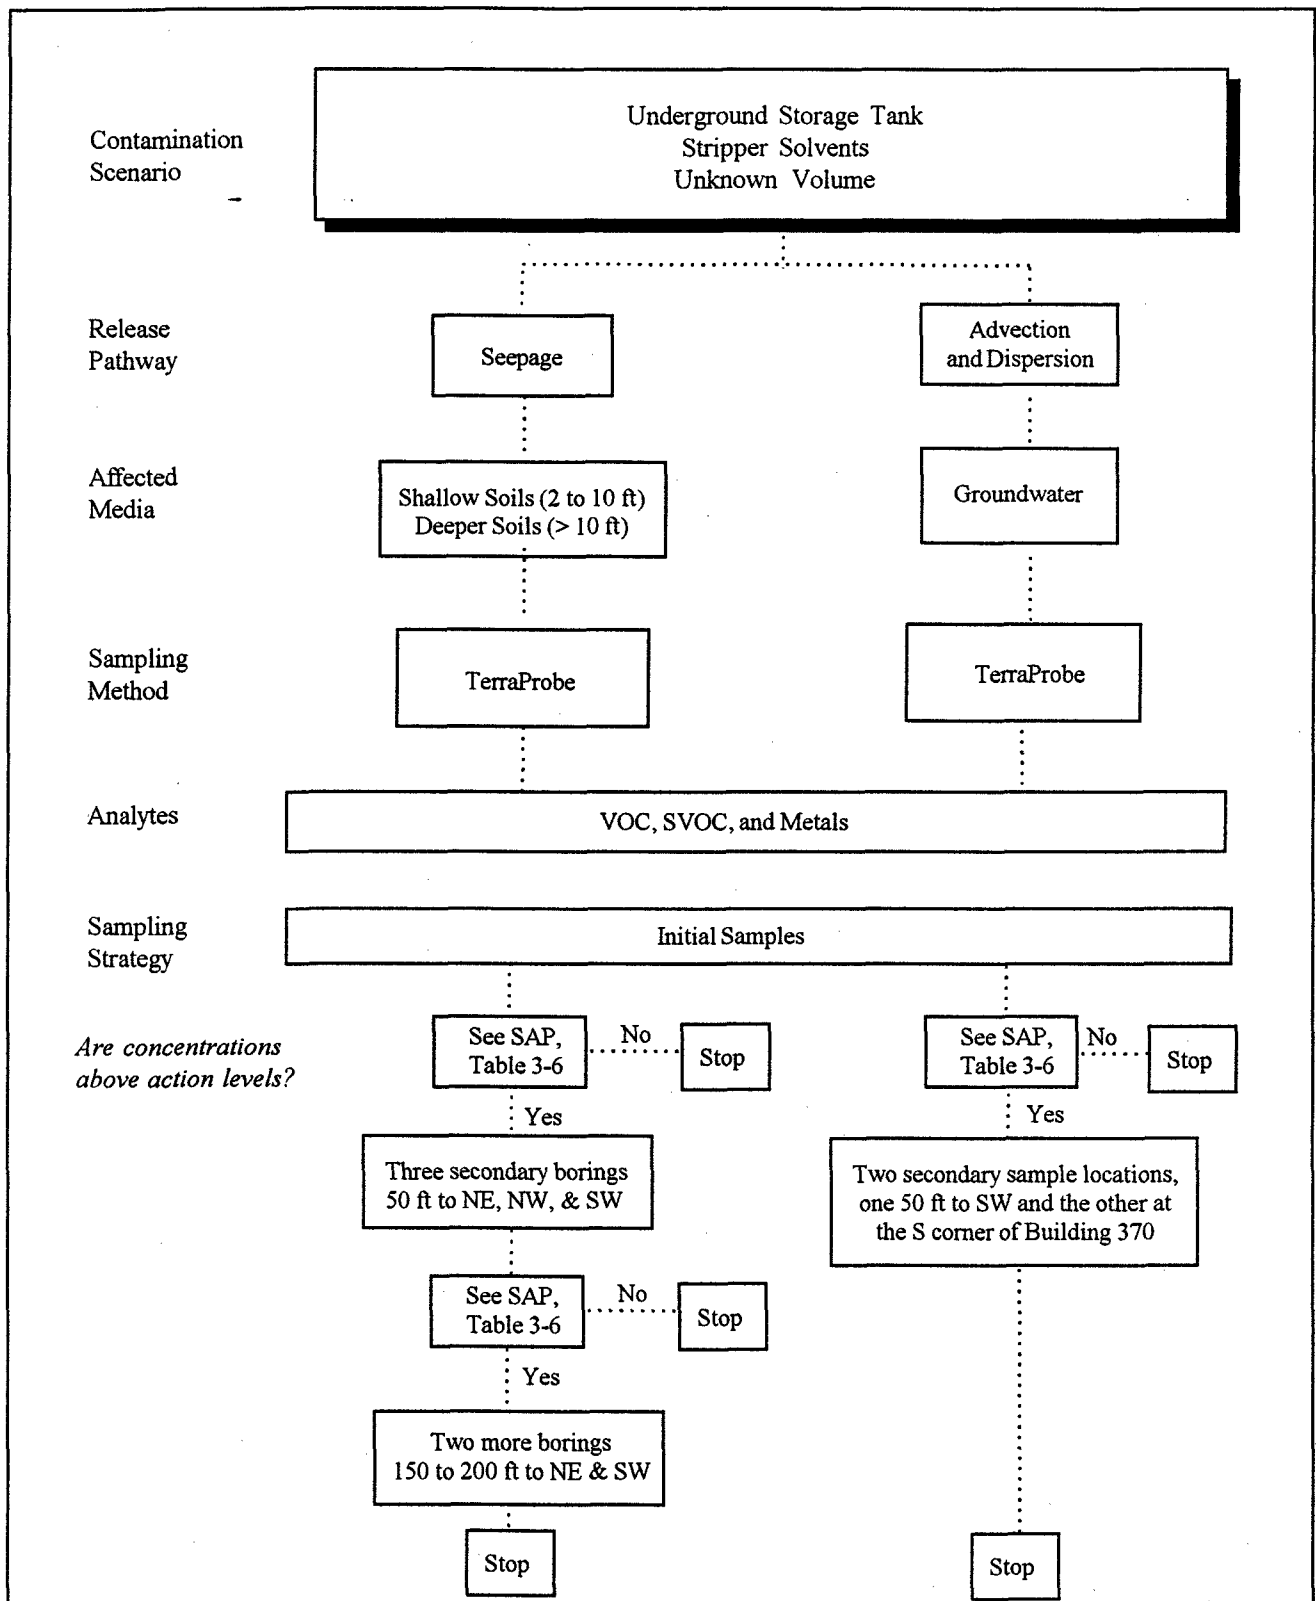 Contamination
Scenario
Underground Storage Tank
Stripper Solvents
Unknown Volume
Release
Pathway
Seepage
Advection
and Dispersion
Affected
Media
Shallow Soils (2 to 10 ft)
Deeper Soils (> 10 ft)
Groundwater
Sampling
Method
TerraProbe
TerraProbe
Analytes
VOC, SVOC, and Metals
Sampling
Strategy
Initial Samples
Are concentrations
above action levels?
See SAP,
Table 3-6
No
Stop
See SAP,
Table 3-6
No
Stop
Yes
Yes
Three secondary borings
50 ft to NE, NW, & SW
Two secondary sample locations,
one 50 ft to SW and the other at
the S corner of Building 370
See SAP,
Table 3-6
No
Stop
Yes
Two more borings
150 to 200 ft to NE & SW
Stop
Stop